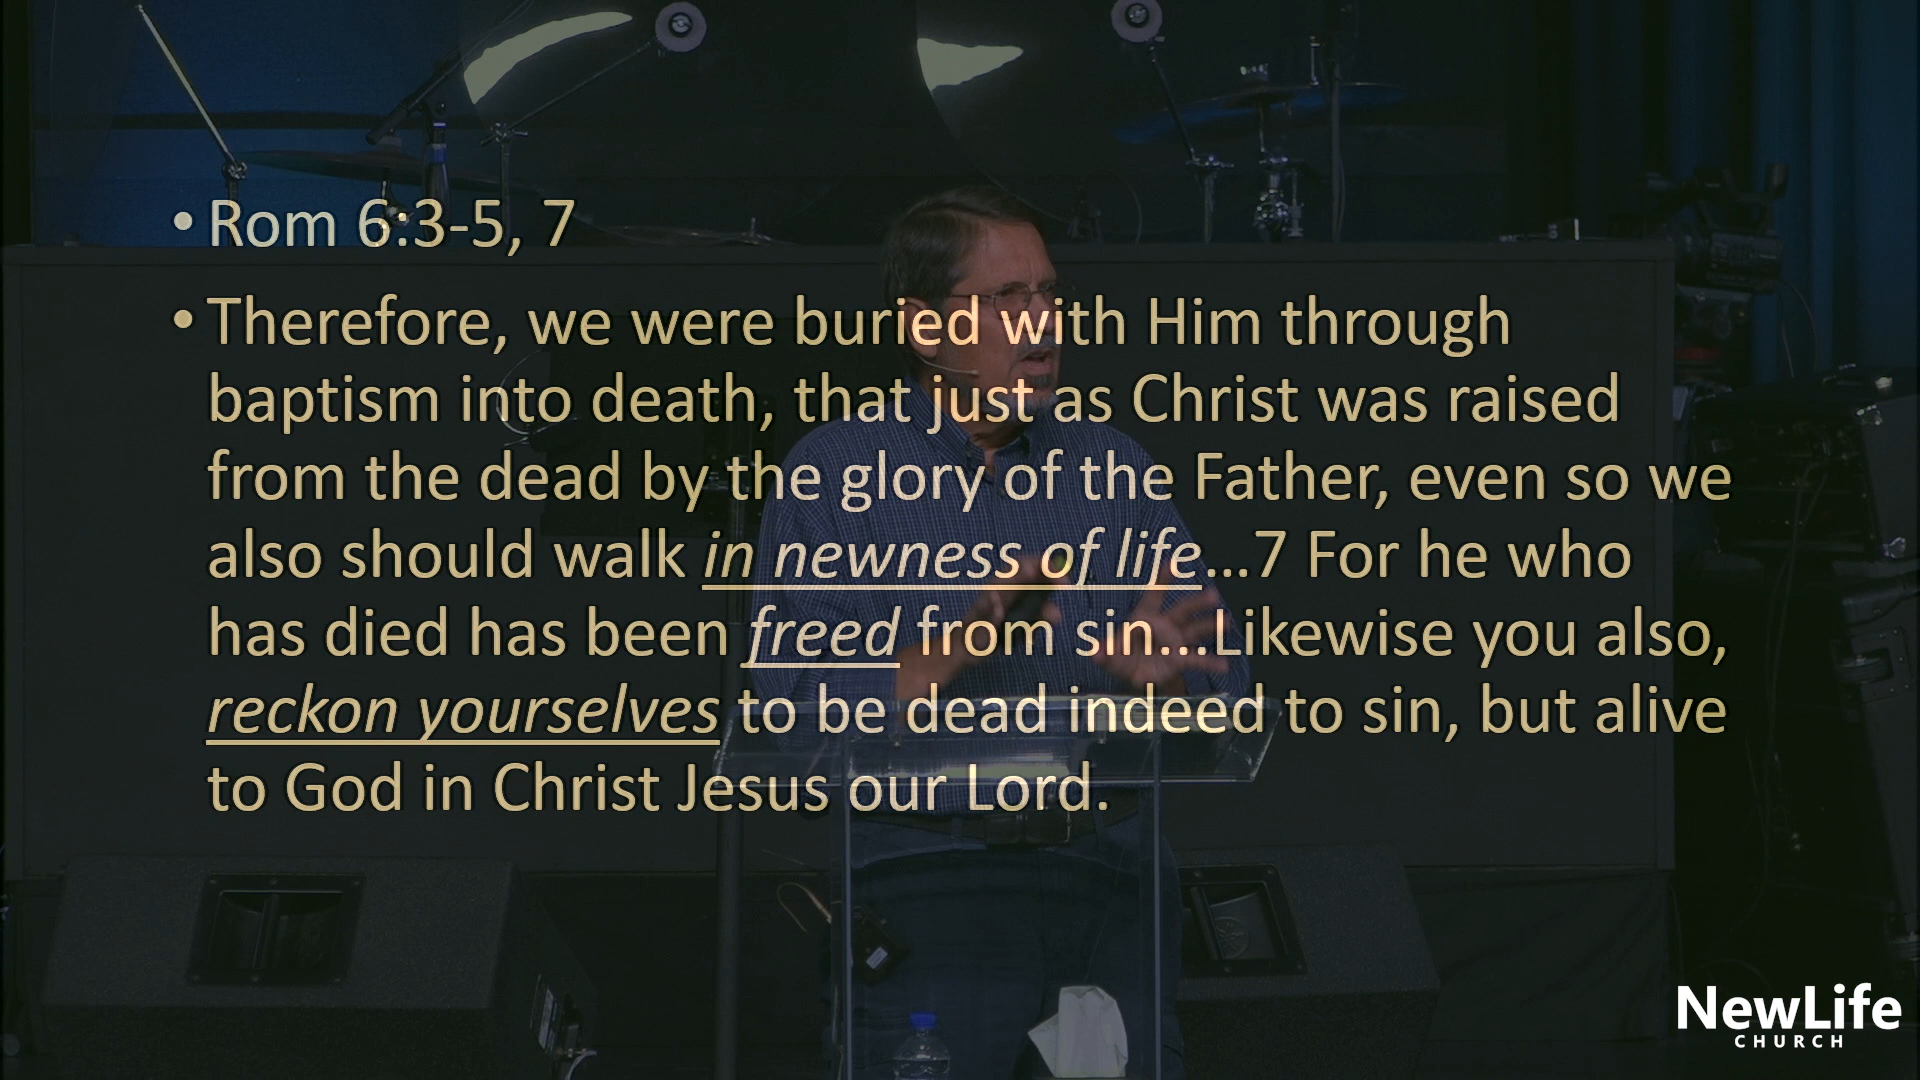 • Rom 6:3-5, 7
• Therefore, we were buried with Him through
baptism into death, that just as Christ was raised
from the dead by the glory of the Father, even so we
also should walk in newness of life...7 For he who
has died has been freed from sin...Likewise you also,
reckon yourselves to be dead indeed to sin, but alive
to God in Christ Jesus our Lord.
NewLife
CHURCH